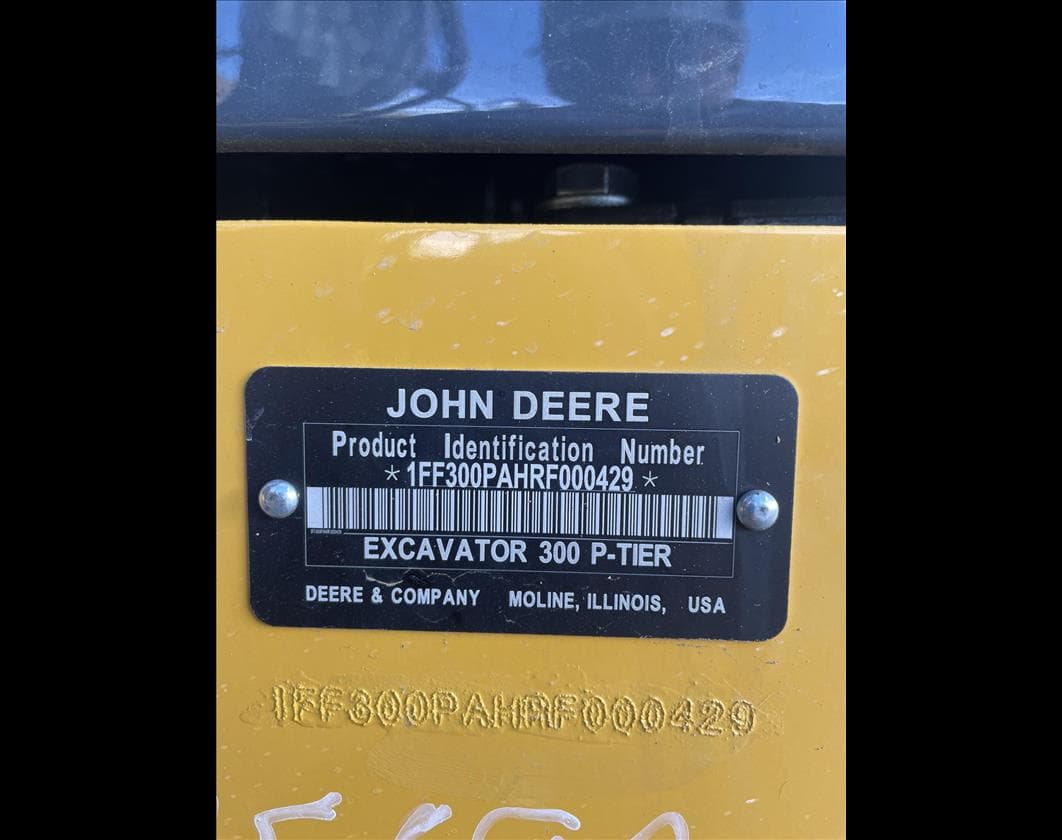 JOHN DEERE
Product Identification Number
*1FF300PAHRF000429*
EXCAVATOR 300 P-TIER
DEERE & COMPANY MOLINE, ILLINOIS, USA
1FF300PAHRF000429